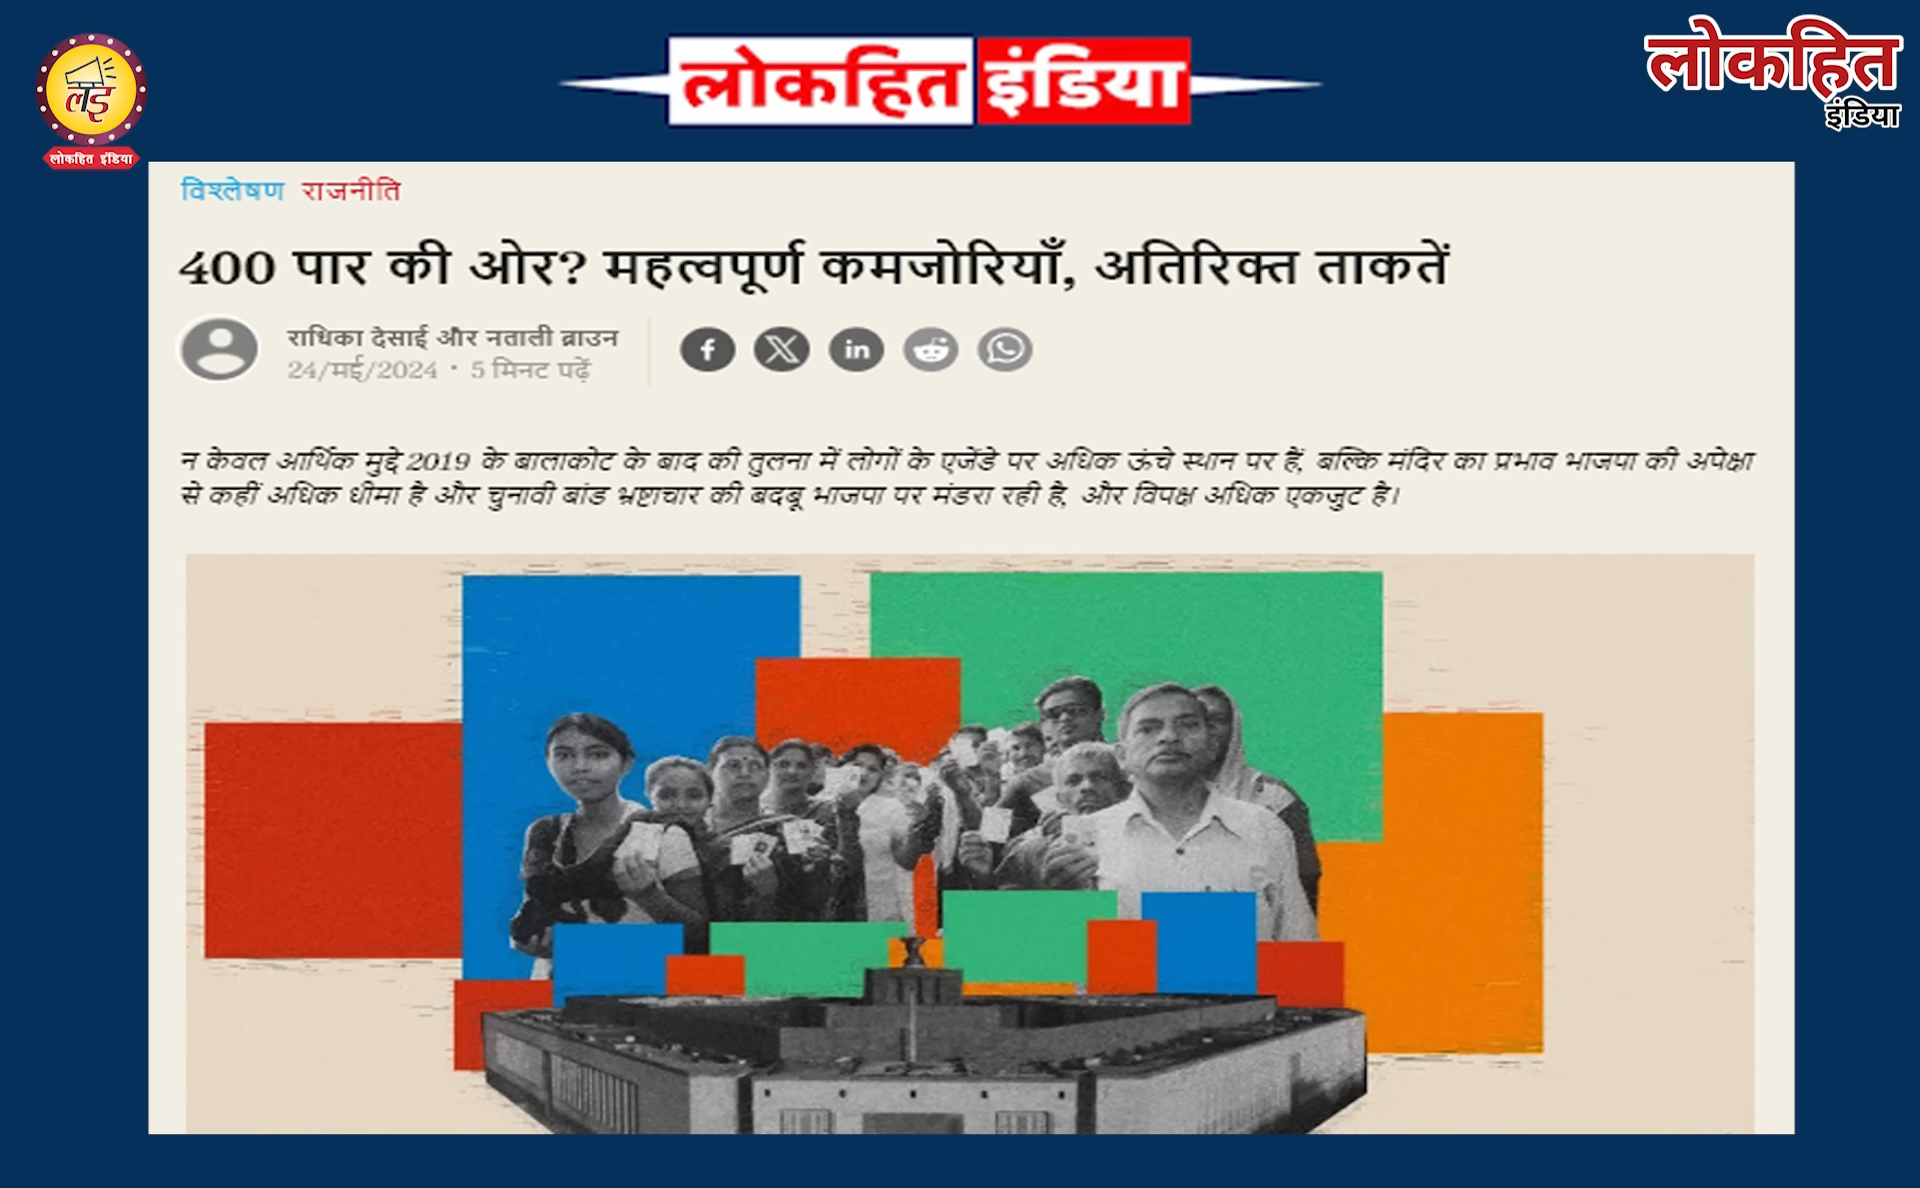 लोकहित इंडिया
लोकहित
इंडिया
लइ
लोकहित इंडिया
विश्लेषण राजनीति
400 पार की ओर? महत्वपूर्ण कमजोरियाँ, अतिरिक्त ताकतें
राधिका देसाई और नताली ब्राउन
24/मई/2024 • 5 मिनट पढ़ें
न केवल आर्थिक मुद्दे 2019 के बालाकोट के बाद की तुलना में लोगों के एजेंडे पर अधिक ऊंचे स्थान पर हैं, बल्कि मंदिर का प्रभाव भाजपा की अपेक्षा
से कहीं अधिक धीमा है और चुनावी बांड भ्रष्टाचार की बदबू भाजपा पर मंडरा रही है, और विपक्ष अधिक एकजुट है।